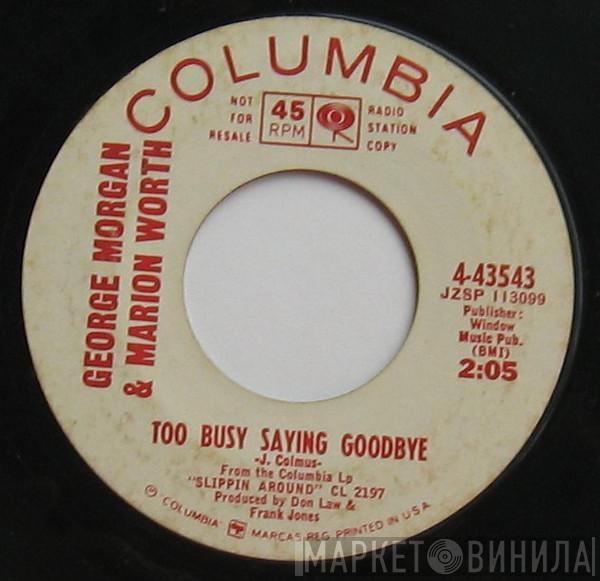 COLUMBIA
NOT
FOR
RESALE
45
RPM
RADIO
STATION
COPY
GEORGE MORGAN
& MARION WORTH
4-43543
JZSP 113099
Publisher:
Window
Music Pub.
(BMI)
2:05
TOO BUSY SAYING GOODBYE
-J. Colmus-
From the Columbia Lp
"SLIPPIN AROUND" CL 2197
Produced by Don Law &
Frank Jones
© COLUMBIA MARCAS REG. PRINTED IN U.S.A.
МАРКЕТ ВИНИЛА